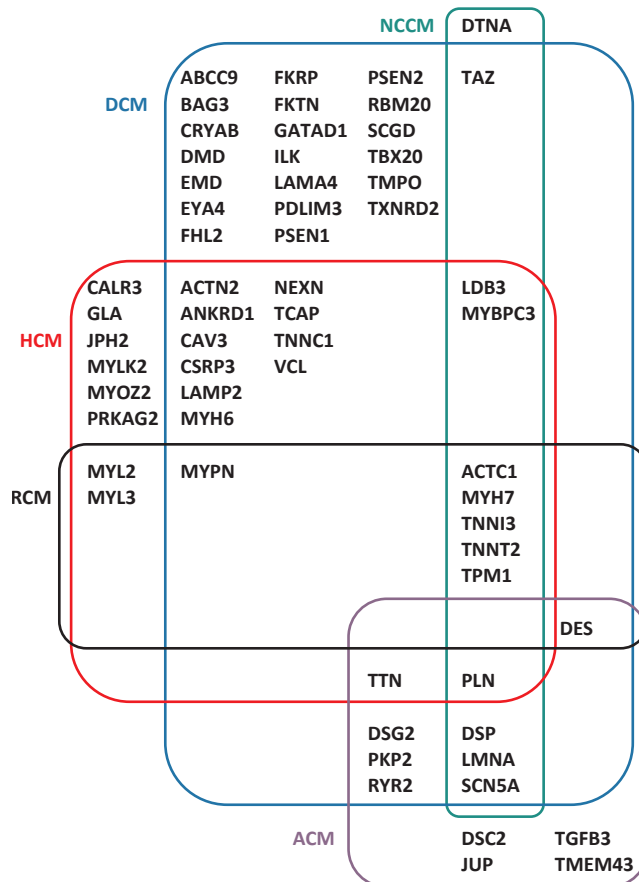 NCCM DTNA
DCM
ABCC9 FKRP PSEN2 TAZ
BAG3 FKTN RBM20
CRYAB GATAD1 SCGD
DMD ILK TBX20
EMD LAMA4 TMPO
EYA4 PDLIM3 TXNRD2
FHL2 PSEN1
HCM
CALR3 ACTN2 NEXN LDB3
GLA ANKRD1 TCAP MYBPC3
JPH2 CAV3 TNNC1
MYLK2 CSRP3 VCL
MYOZ2 LAMP2
PRKAG2 MYH6
RCM
MYL2 MYPN ACTC1
MYL3 MYH7
TNNI3
TNNT2
TPM1
DES
TTN PLN
DSG2 DSP
PKP2 LMNA
RYR2 SCN5A
ACM
DSC2 TGFB3
JUP TMEM43